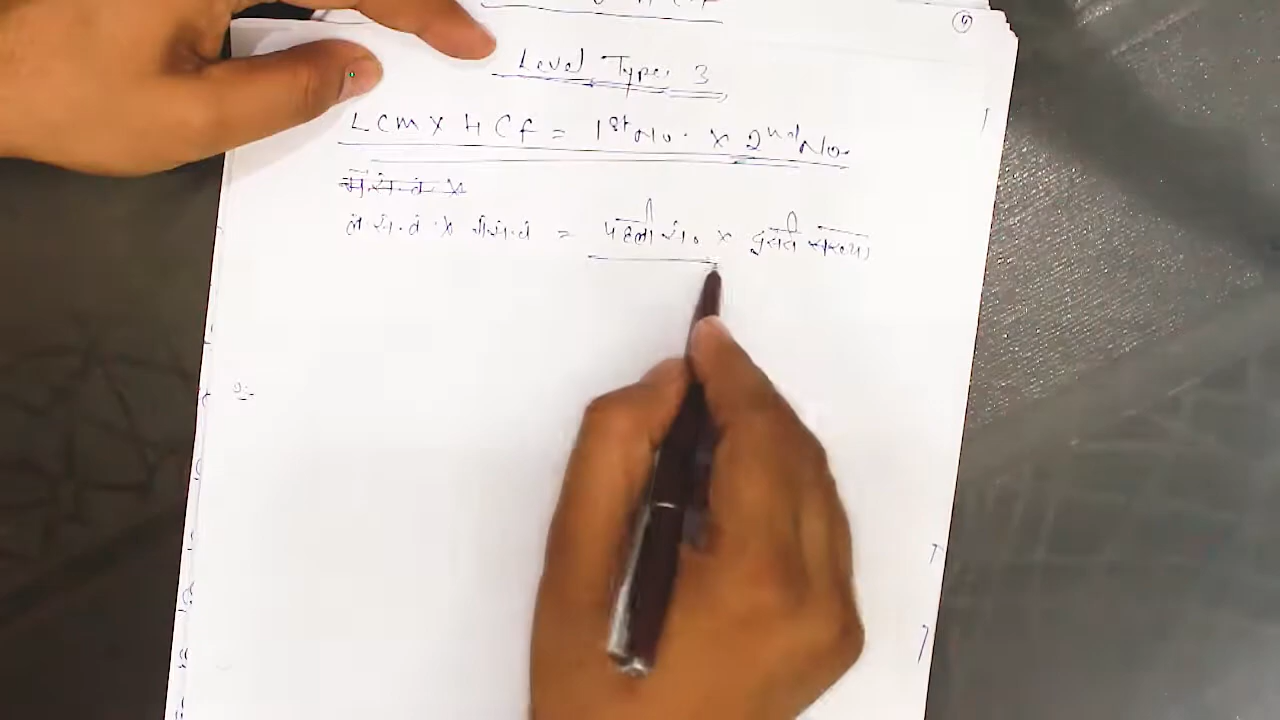 Level Type: 3
LCM X HCf = 1st No. x 2nd No.
ल.स.व. x म.स.व = पहली सं. x दुसरी संख्या